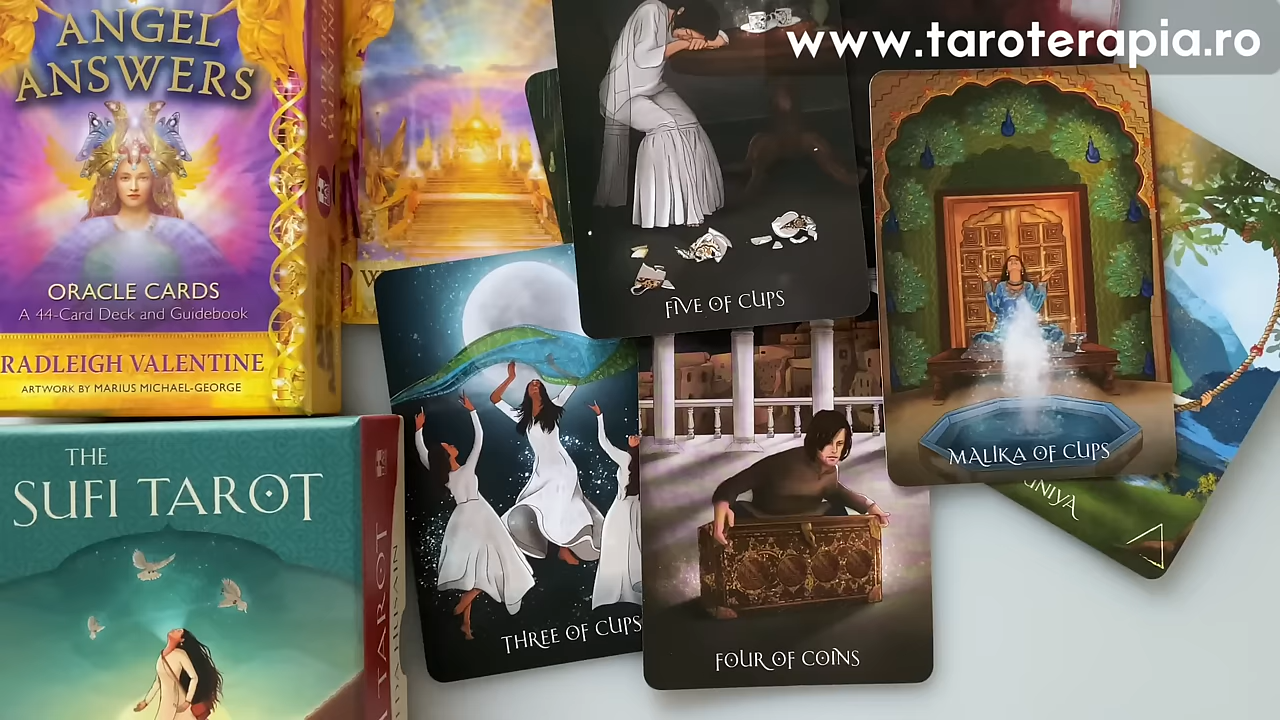 www.taroterapia.ro
ANGEL
ANSWERS
ORACLE CARDS
A 44-Card Deck and Guidebook
RADLEIGH VALENTINE
ARTWORK BY MARIUS MICHAEL-GEORGE
THE
SUFI TAROT
FIVE OF CUPS
THREE OF CUPS
FOUR OF COINS
MALIKA OF CUPS